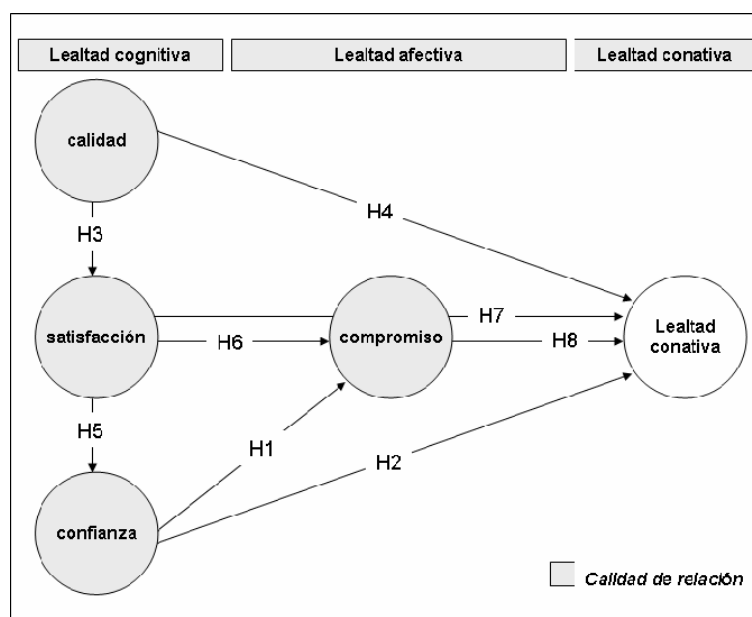 Lealtad cognitiva
Lealtad afectiva
Lealtad conativa
calidad
H4
H3
satisfacción
H6
compromiso
H7
H8
Lealtad
conativa
H5
H1
H2
confianza
Calidad de relación